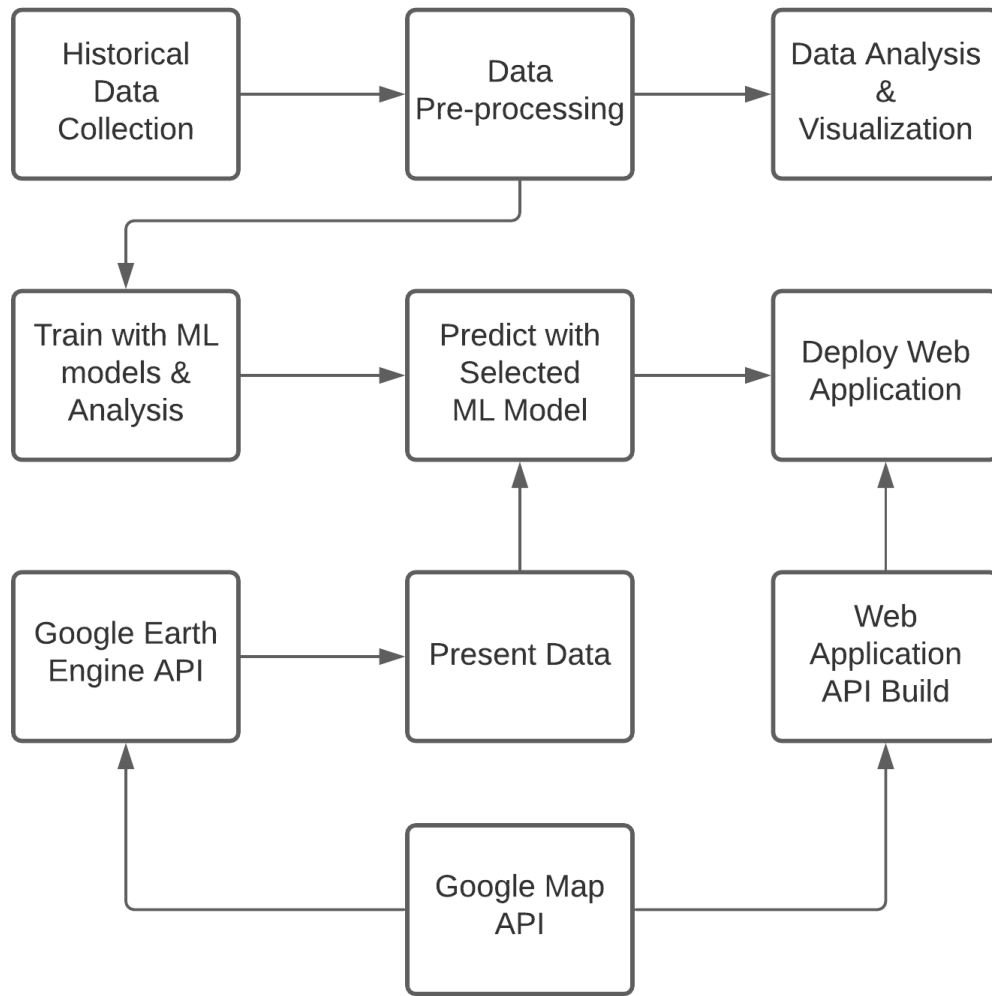 Historical
Data
Collection
Data
Pre-processing
Data Analysis
&
Visualization
Train with ML
models &
Analysis
Predict with
Selected
ML Model
Deploy Web
Application
Google Earth
Engine API
Present Data
Web
Application
API Build
Google Map
API